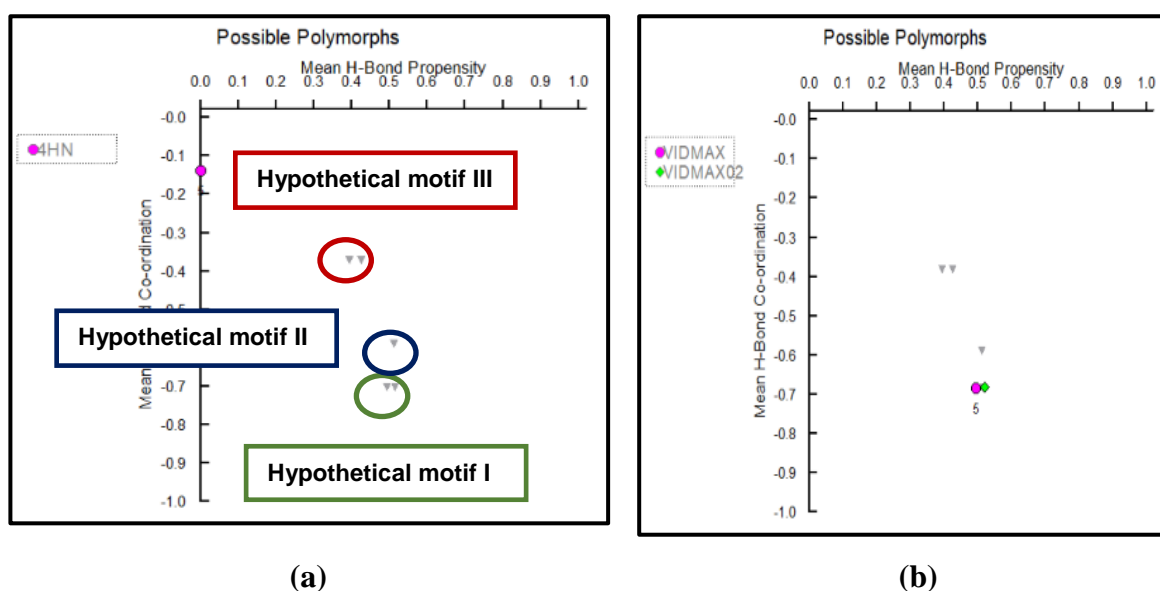 Possible Polymorphs
Mean H-Bond Propensity
0.0 0.1 0.2 0.3 0.4 0.5 0.6 0.7 0.8 0.9 1.0
-0.0
4HN
-0.1
Hypothetical motif III
-0.2
-0.3
-0.4
Hypothetical motif II
-0.7
-0.8
Hypothetical motif I
-0.9
-1.0
(a)
Possible Polymorphs
Mean H-Bond Propensity
0.0 0.1 0.2 0.3 0.4 0.5 0.6 0.7 0.8 0.9 1.0
-0.0
VIDMAX
-0.1
VIDMAX02
-0.2
-0.3
Mean H-Bond Co-ordination
-0.4
-0.5
-0.6
-0.7
5
-0.8
-0.9
-1.0
(b)